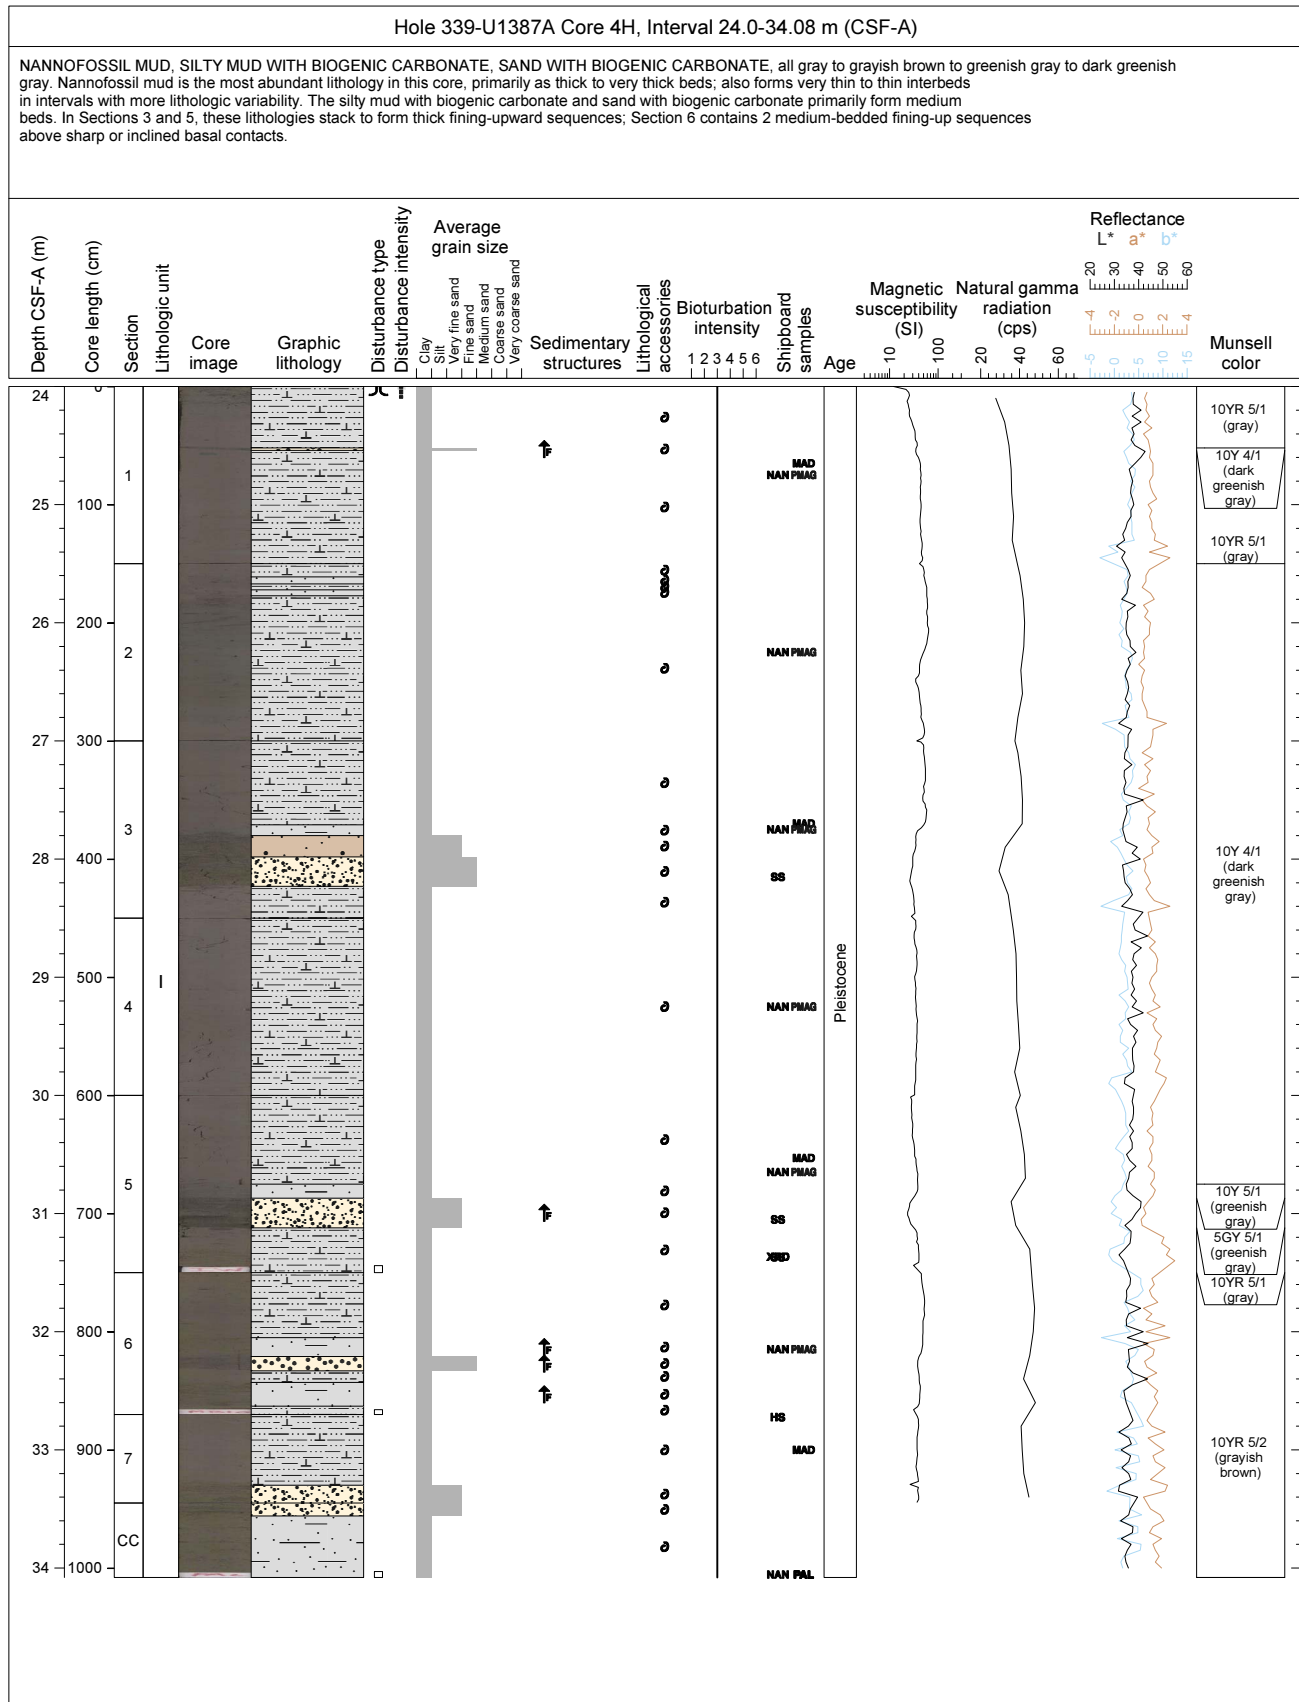 Hole 339-U1387A Core 4H, Interval 24.0-34.08 m (CSF-A)
NANNOFOSSIL MUD, SILTY MUD WITH BIOGENIC CARBONATE, SAND WITH BIOGENIC CARBONATE, all gray to grayish brown to greenish gray to dark greenish
gray. Nannofossil mud is the most abundant lithology in this core, primarily as thick to very thick beds; also forms very thin to thin interbeds
in intervals with more lithologic variability. The silty mud with biogenic carbonate and sand with biogenic carbonate primarily form medium
beds. In Sections 3 and 5, these lithologies stack to form thick fining-upward sequences; Section 6 contains 2 medium-bedded fining-up sequences
above sharp or inclined basal contacts.
Depth CSF-A (m)
Core length (cm)
Section
Lithologic unit
Core
image
Graphic
lithology
Disturbance type
Disturbance intensity
Average
grain size
Clay
Silt
Very fine sand
Fine sand
Medium sand
Coarse sand
Very coarse sand
Sedimentary
structures
Lithological
accessories
Bioturbation
intensity
1 2 3 4 5 6
Shipboard
samples
Age
Magnetic
susceptibility
(SI)
10 100
Natural gamma
radiation
(cps)
20 40 60
Reflectance
L* a* b*
20 30 40 50 60
-4 -2 0 2 4
-5 0 5 10 15
Munsell
color
24
25
26
27
28
29
30
31
32
33
34
0
100
200
300
400
500
600
700
800
900
1000
1
2
3
4
5
6
7
CC
I
F
F
F
F
F
MAD
NAN PMAG
NAN PMAG
MAD
NAN PMAG
SS
NAN PMAG
MAD
NAN PMAG
SS
NAN PMAG
HS
MAD
NAN PAL
Pleistocene
10YR 5/1
(gray)
10Y 4/1
(dark
greenish
gray)
10YR 5/1
(gray)
10Y 4/1
(dark
greenish
gray)
10Y 5/1
(greenish
gray)
5GY 5/1
(greenish
gray)
10YR 5/1
(gray)
10YR 5/2
(grayish
brown)